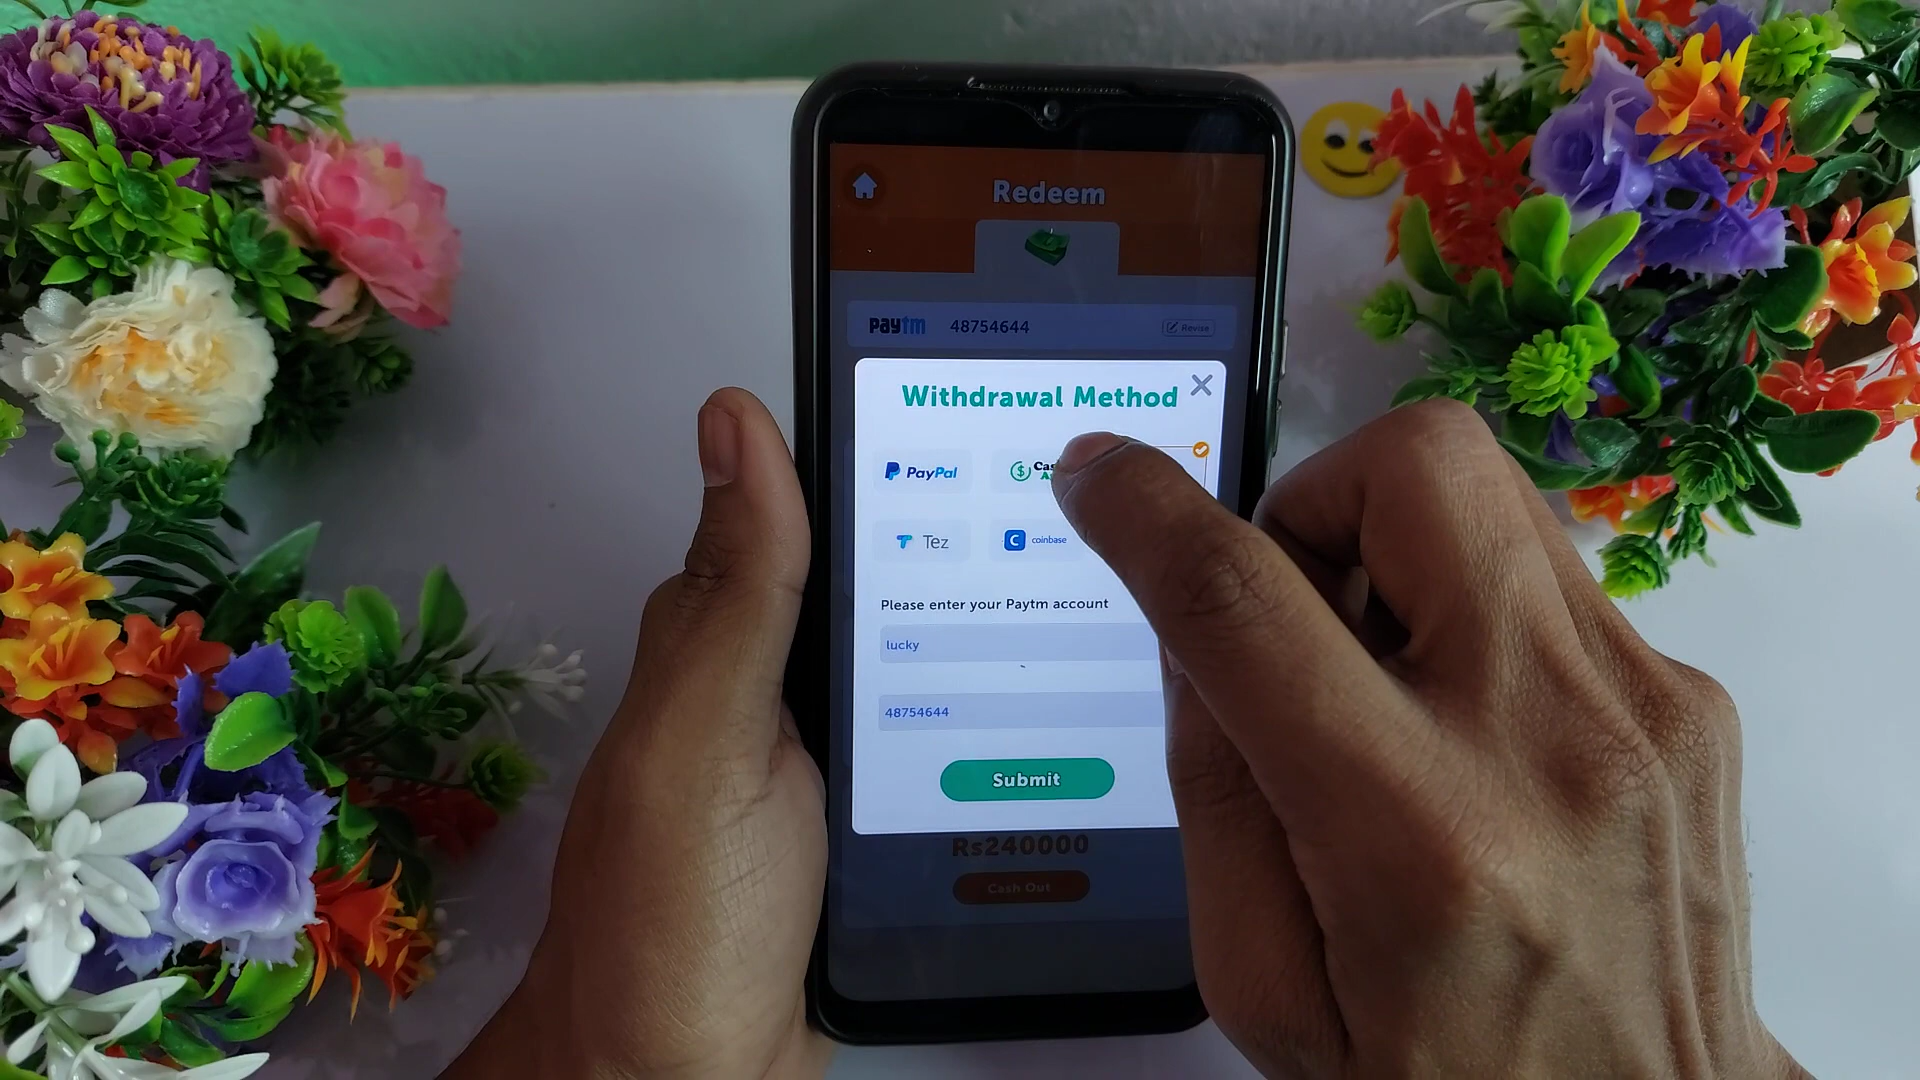 Redeem
paytm 48754644 Revise
Withdrawal Method
PayPal
Tez coinbase
Please enter your Paytm account
lucky
48754644
Submit
Rs240000
Cash Out